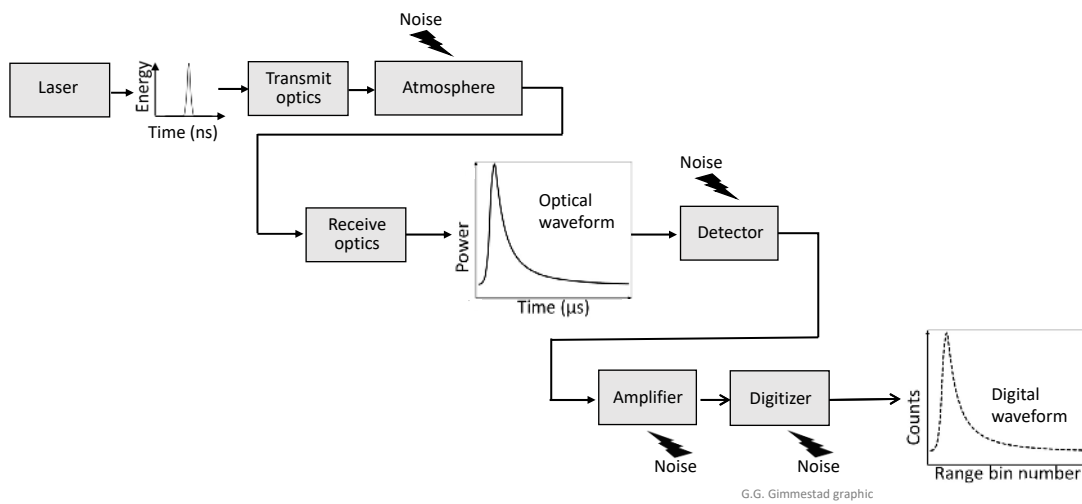 Noise
Laser
Energy
Time (ns)
Transmit
optics
Atmosphere
Receive
optics
Power
Optical
waveform
Time (µs)
Noise
Detector
Amplifier
Noise
Digitizer
Noise
Counts
Digital
waveform
Range bin number
G.G. Gimmestad graphic